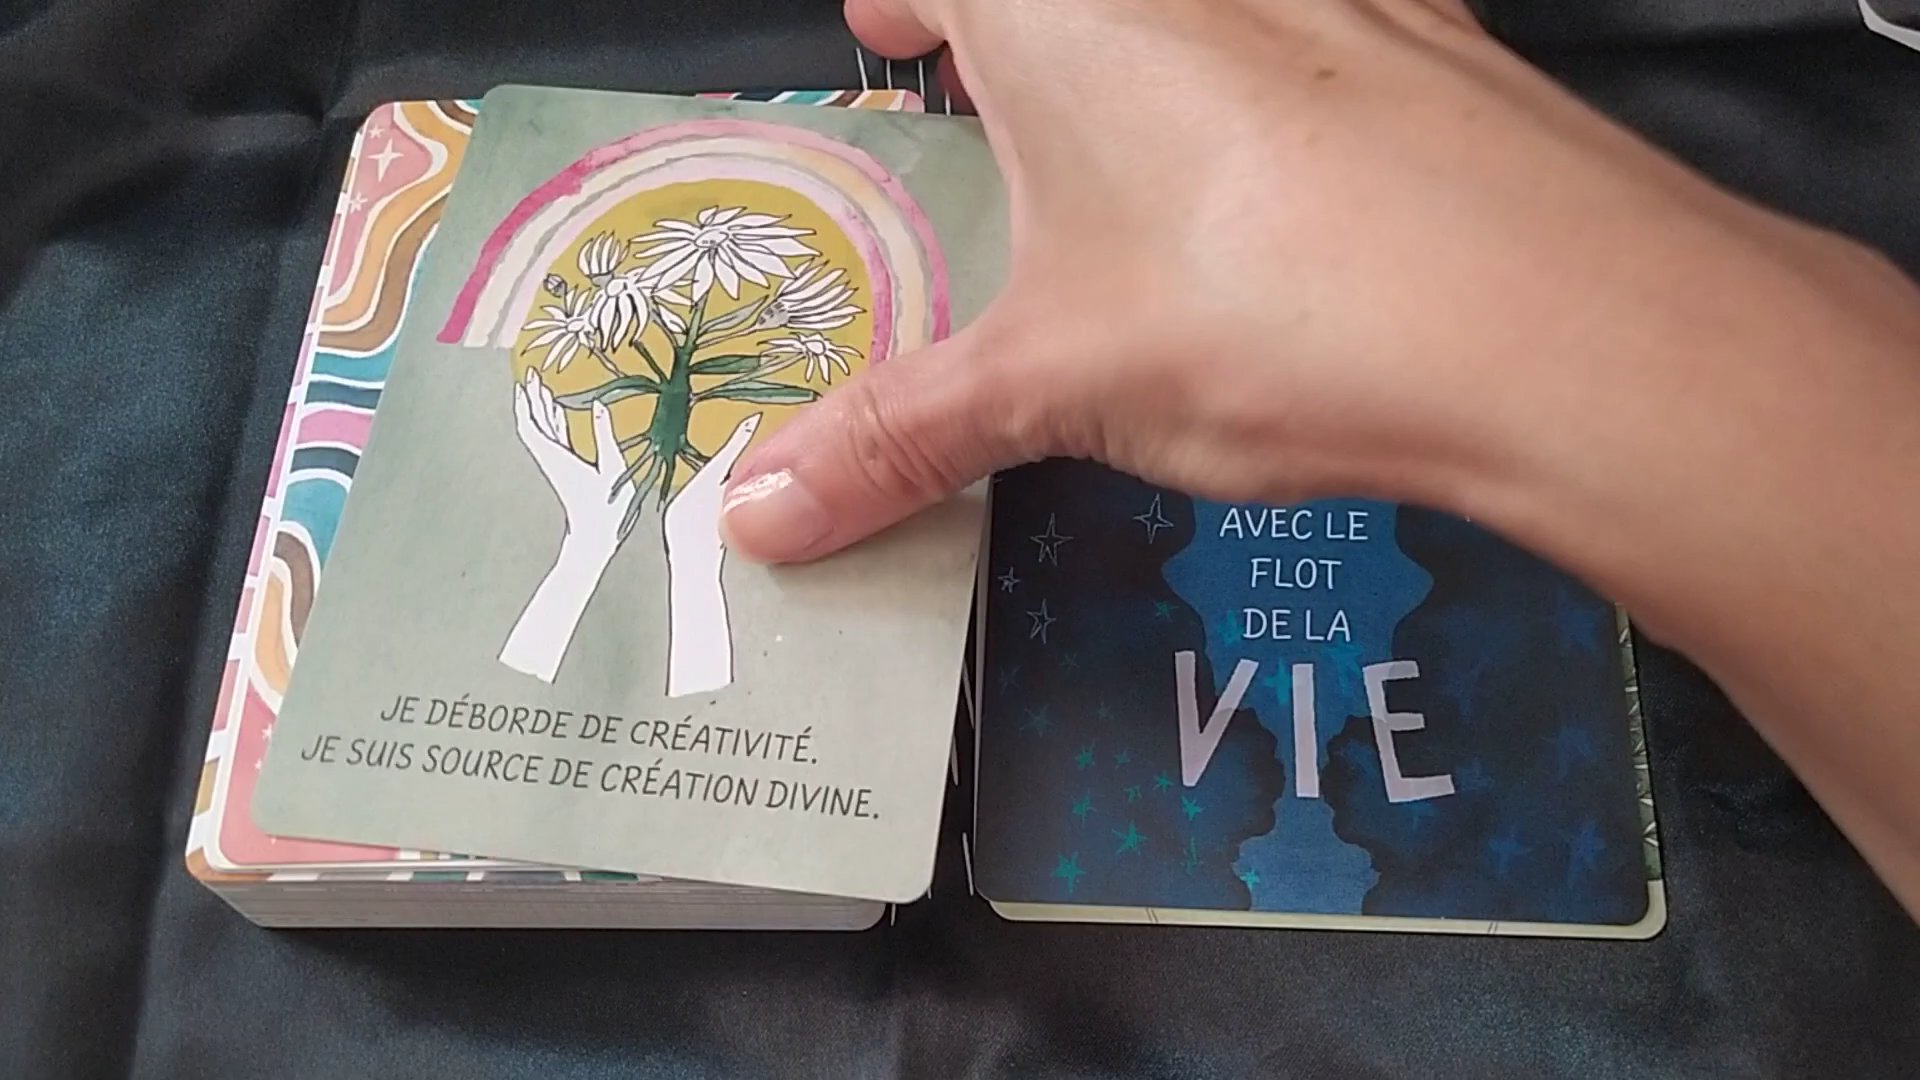 JE DÉBORDE DE CRÉATIVITÉ.
JE SUIS SOURCE DE CRÉATION DIVINE.
AVEC LE
FLOT
DE LA
VIE